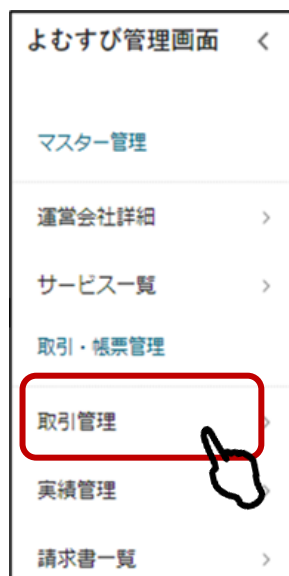 よむすび管理画面
マスター管理
運営会社詳細
サービス一覧
取引・帳票管理
取引管理
実績管理
請求書一覧